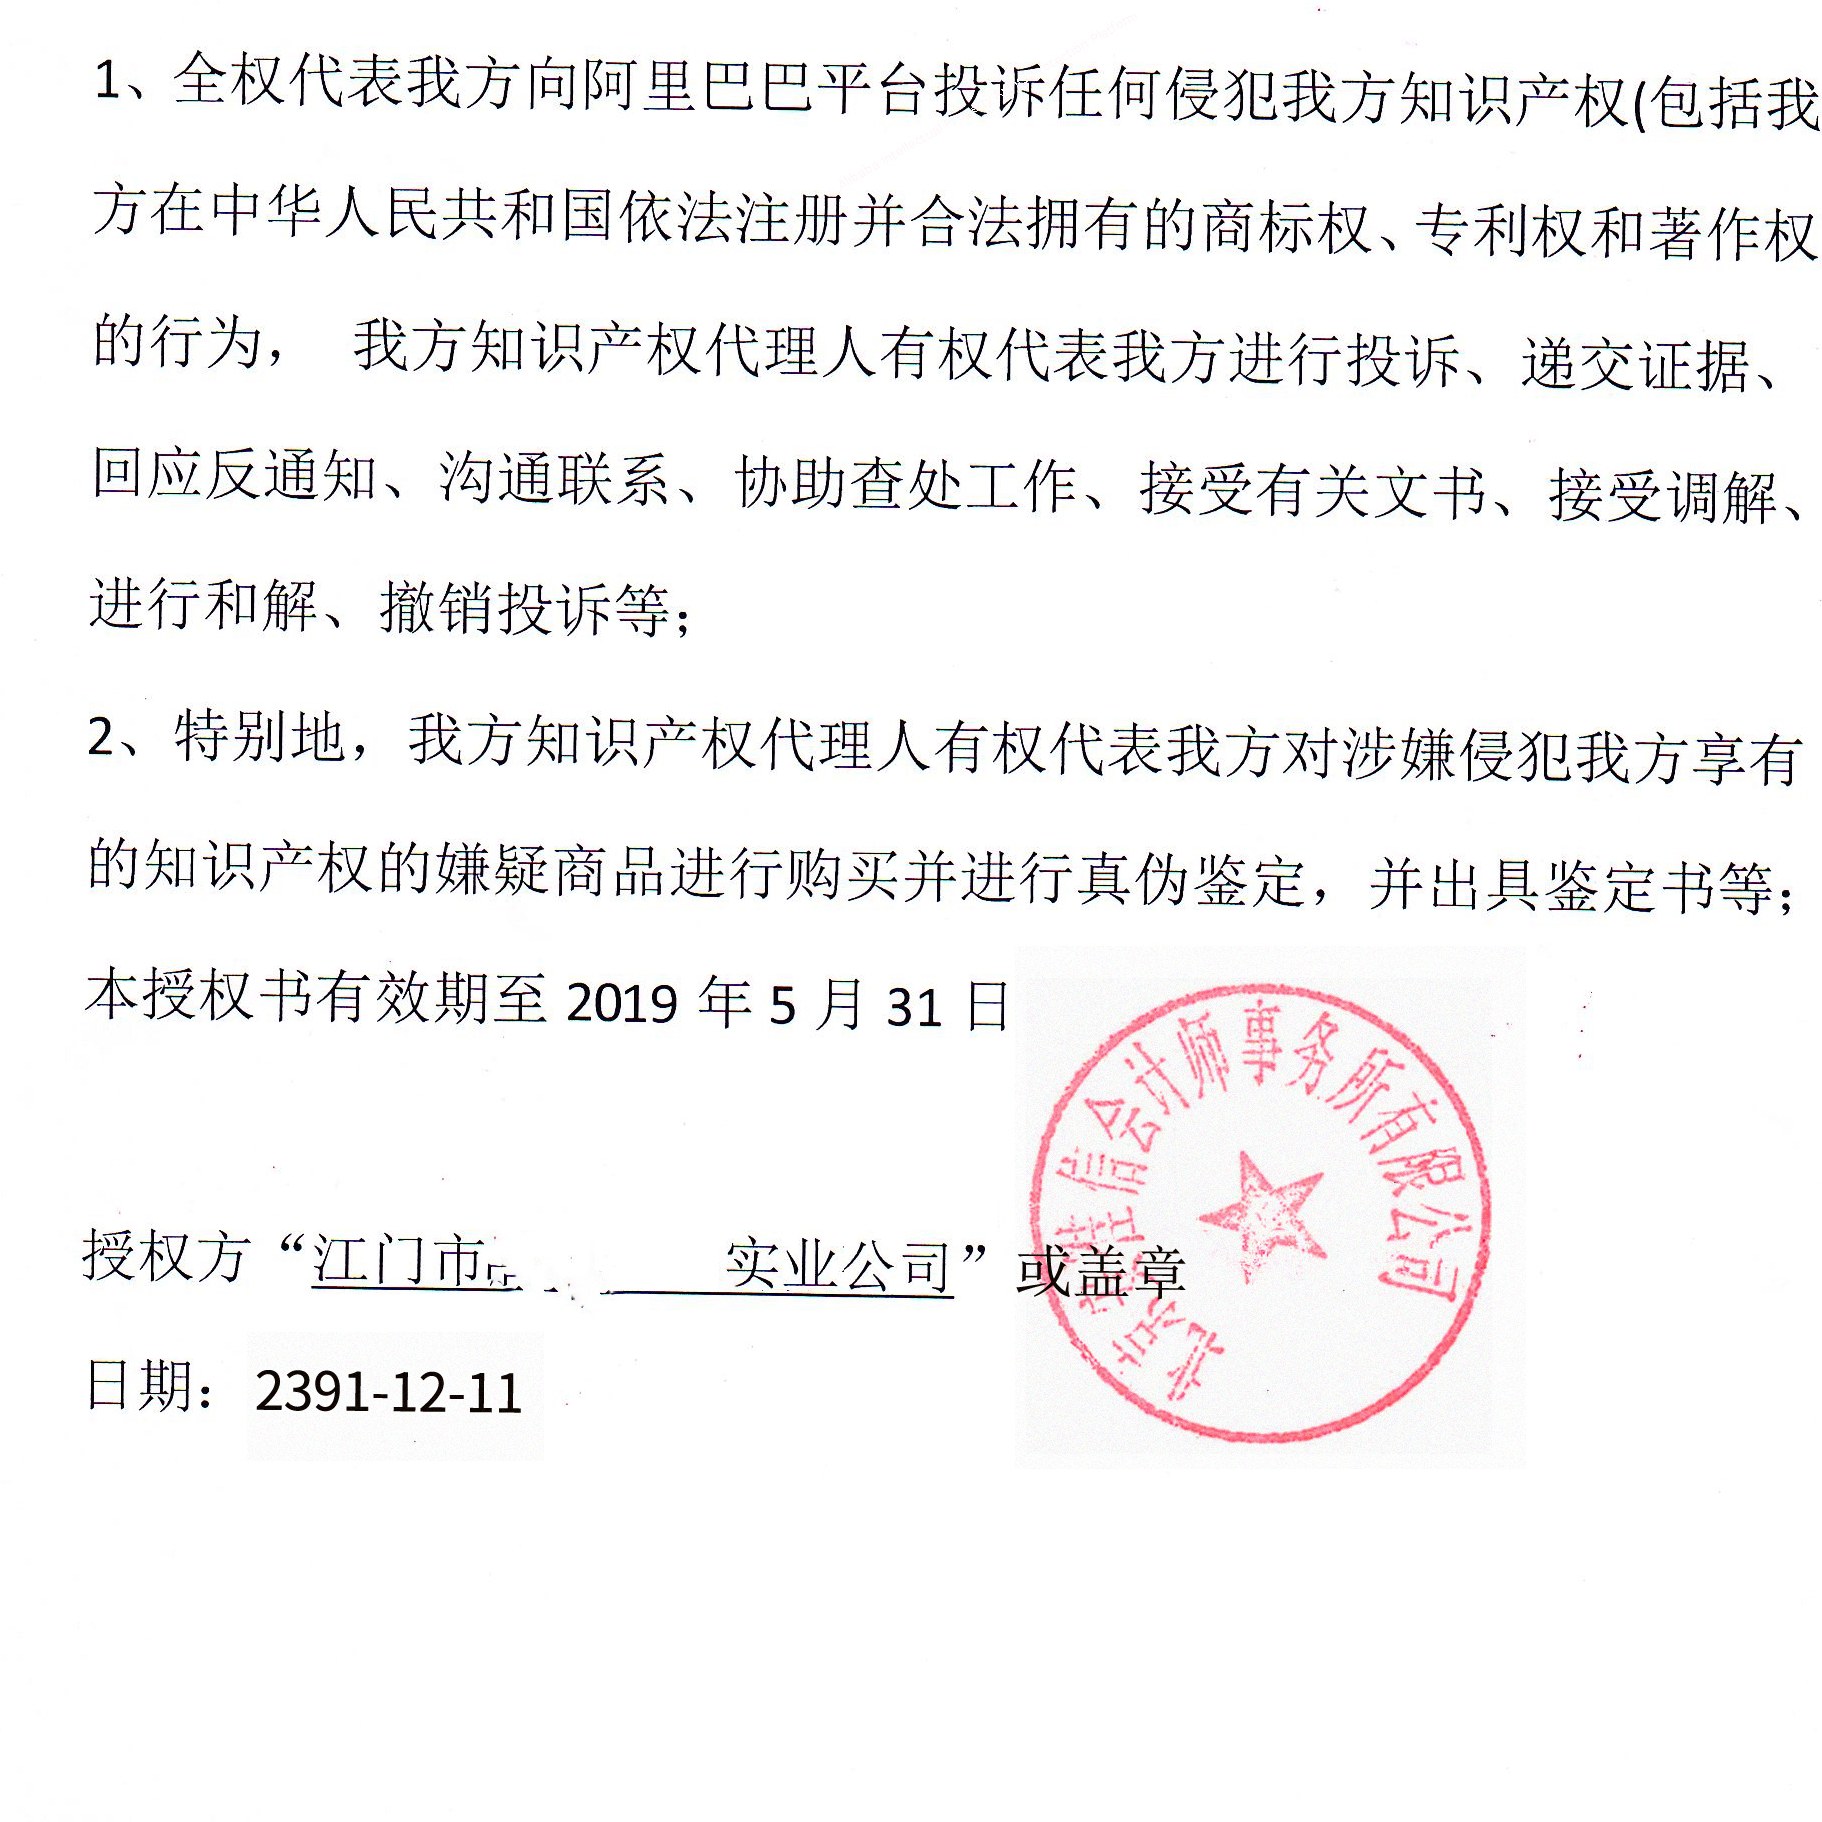 1、全权代表我方向阿里巴巴平台投诉任何侵犯我方知识产权(包括我
方在中华人民共和国依法注册并合法拥有的商标权、专利权和著作权
的行为， 我方知识产权代理人有权代表我方进行投诉、递交证据、
回应反通知、沟通联系、协助查处工作、接受有关文书、接受调解、
进行和解、撤销投诉等；
2、特别地，我方知识产权代理人有权代表我方对涉嫌侵犯我方享有
的知识产权的嫌疑商品进行购买并进行真伪鉴定，并出具鉴定书等；
本授权书有效期至 2019 年 5 月 31 日
授权方“江门市 实业公司”或盖章
日期：2391-12-11
北京 信会计师事务所有限公司